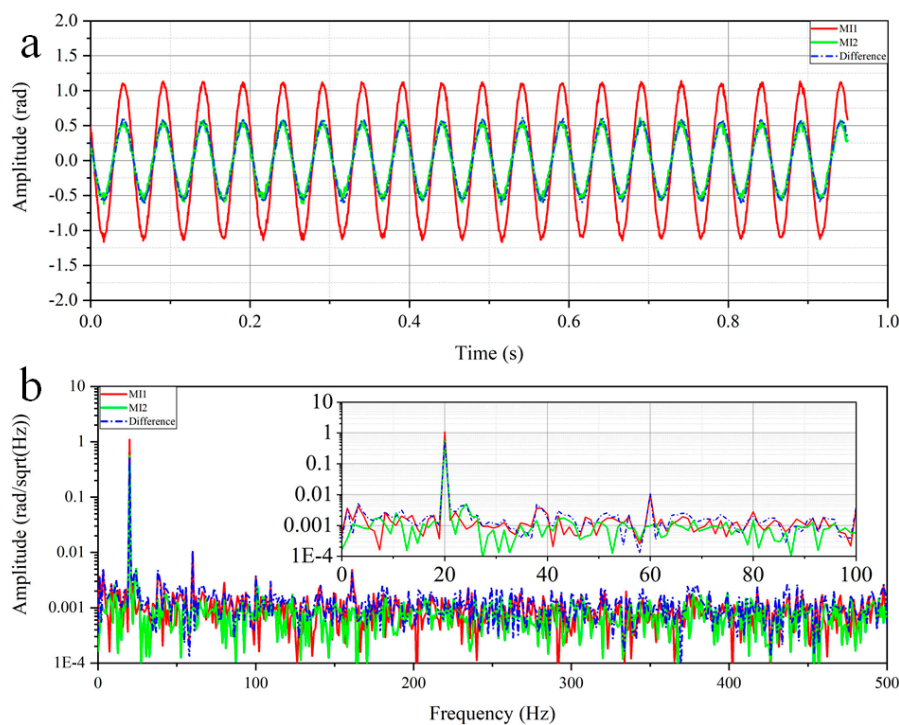 a
2.0
1.5
1.0
0.5
0.0
-0.5
-1.0
-1.5
-2.0
Amplitude (rad)
MI1
MI2
Difference
0.0 0.2 0.4 0.6 0.8 1.0
Time (s)
b
10
1
0.1
0.01
0.001
1E-4
Amplitude (rad/sqrt(Hz))
MI1
MI2
Difference
10
1
0.1
0.01
0.001
1E-4
0 20 40 60 80 100
0 100 200 300 400 500
Frequency (Hz)